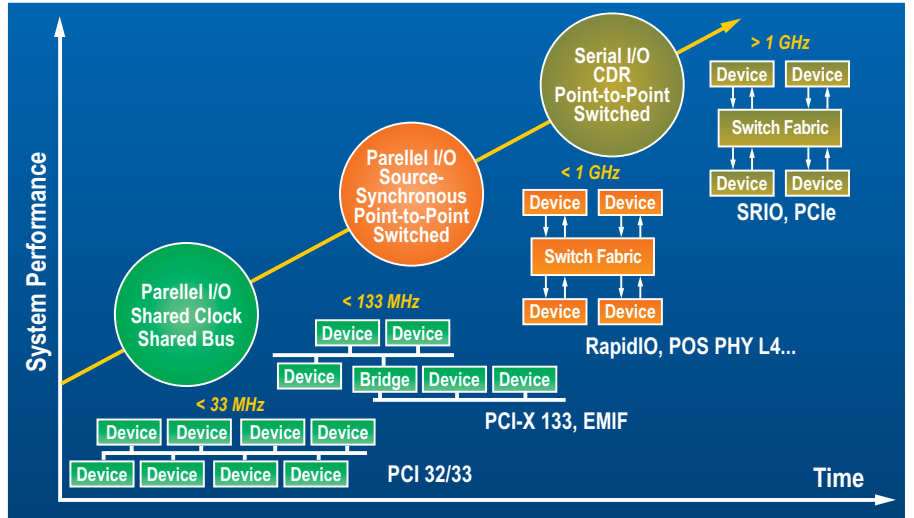 System Performance
Time
Parellel I/O
Shared Clock
Shared Bus
Parellel I/O
Source-
Synchronous
Point-to-Point
Switched
Serial I/O
CDR
Point-to-Point
Switched
< 33 MHz
Device Device Device Device
Device Device Device Device
PCI 32/33
< 133 MHz
Device Device
Device Bridge Device Device
PCI-X 133, EMIF
< 1 GHz
Device Device
Switch Fabric
Device Device
RapidIO, POS PHY L4...
> 1 GHz
Device Device
Switch Fabric
Device Device
SRIO, PCIe